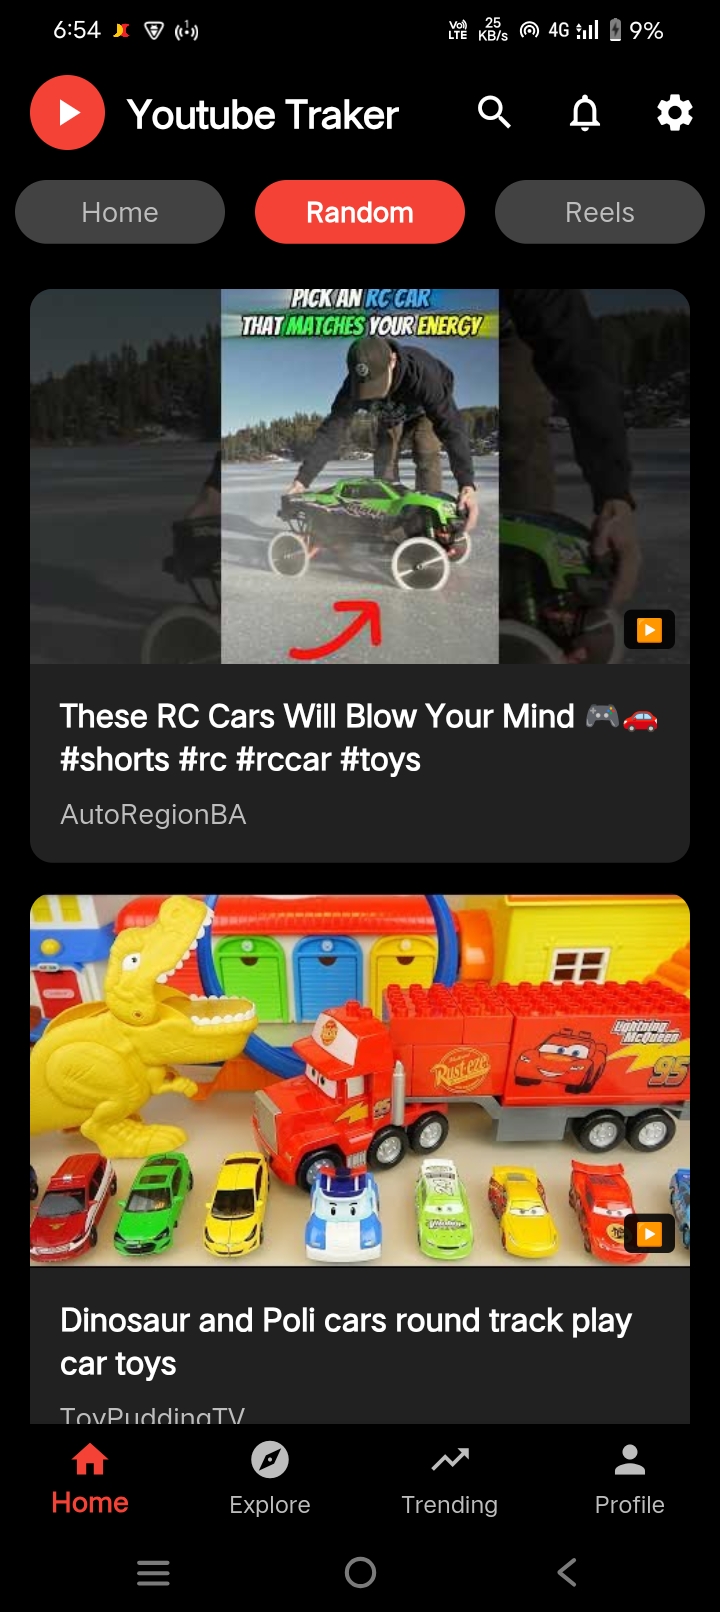 6:54
Vo)) LTE
25 KB/s
4G
9%
Youtube Traker
Home
Random
Reels
PICK AN RC CAR
THAT MATCHES YOUR ENERGY
These RC Cars Will Blow Your Mind 🎮🚗
#shorts #rc #rccar #toys
AutoRegionBA
Lightning
McQueen
Rust-eze
95
95
Dinosaur and Poli cars round track play
car toys
ToyPuddingTV
Home
Explore
Trending
Profile